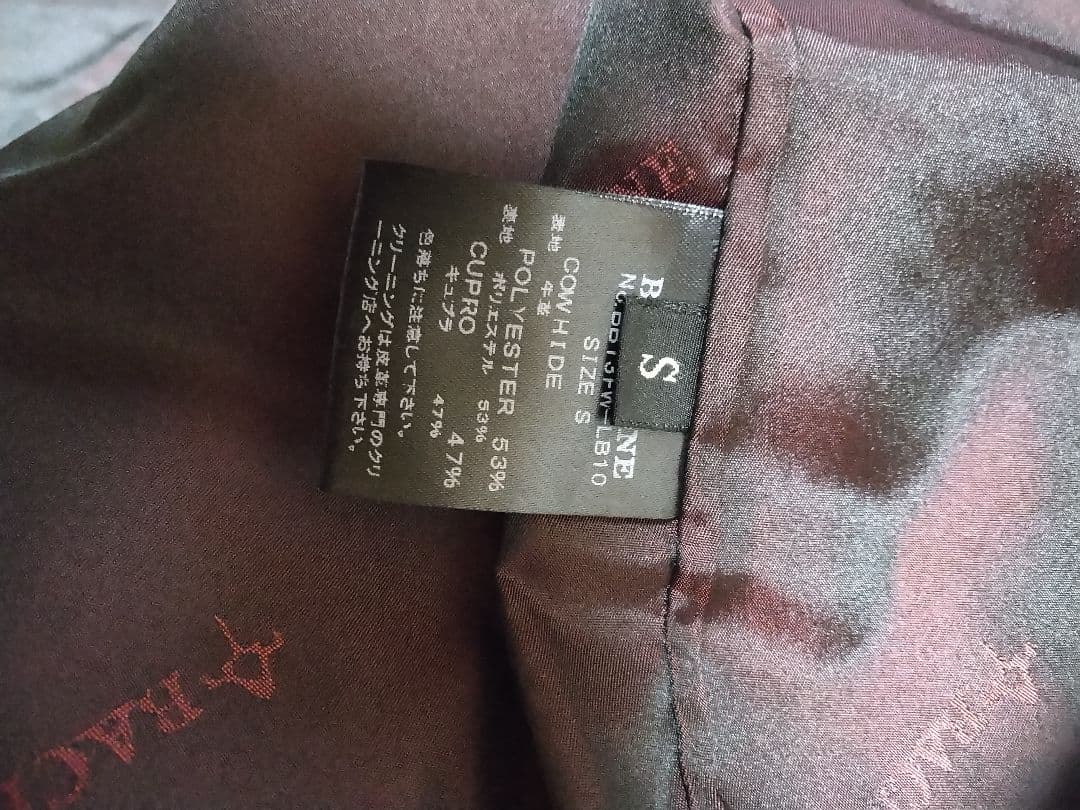 S
B NE
LB10
SIZE S
表地 COWHIDE
牛革
裏地 POLYESTER 53%
ポリエステル 53%
CUPRO 47%
キュプラ 47%
色落ちに注意して下さい。
クリーニングは皮革専門のクリ
ーニング店へお持ち下さい。